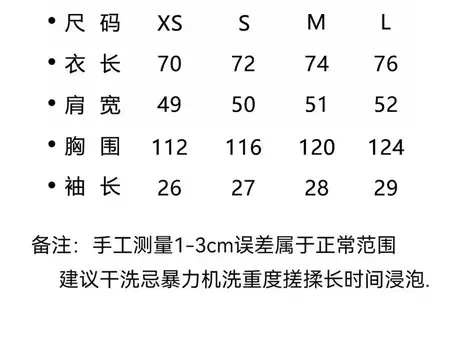 • 尺 码 XS S M L
• 衣 长 70 72 74 76
• 肩 宽 49 50 51 52
• 胸 围 112 116 120 124
• 袖 长 26 27 28 29
备注：手工测量1-3cm误差属于正常范围
建议干洗忌暴力机洗重度搓揉长时间浸泡.